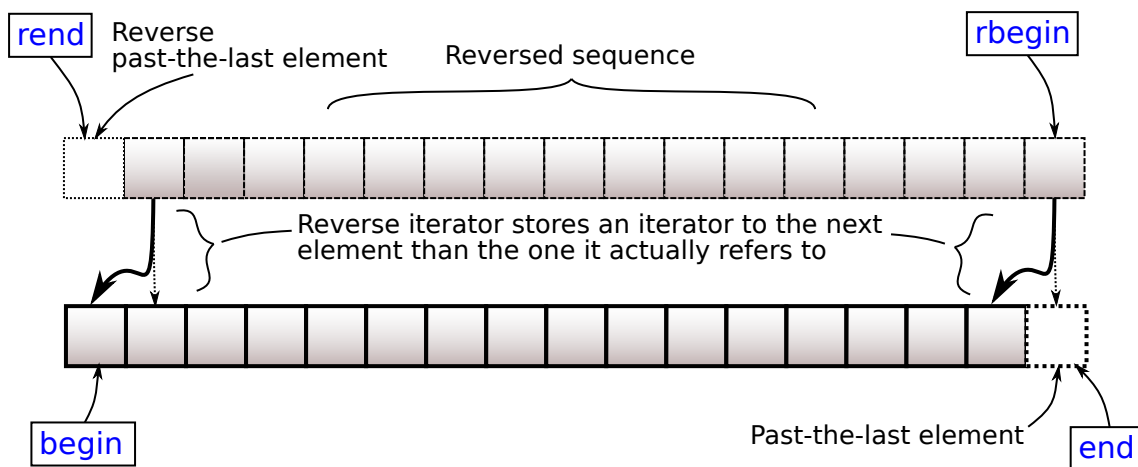 rend
Reverse
past-the-last element
Reversed sequence
rbegin
Reverse iterator stores an iterator to the next
element than the one it actually refers to
begin
Past-the-last element
end